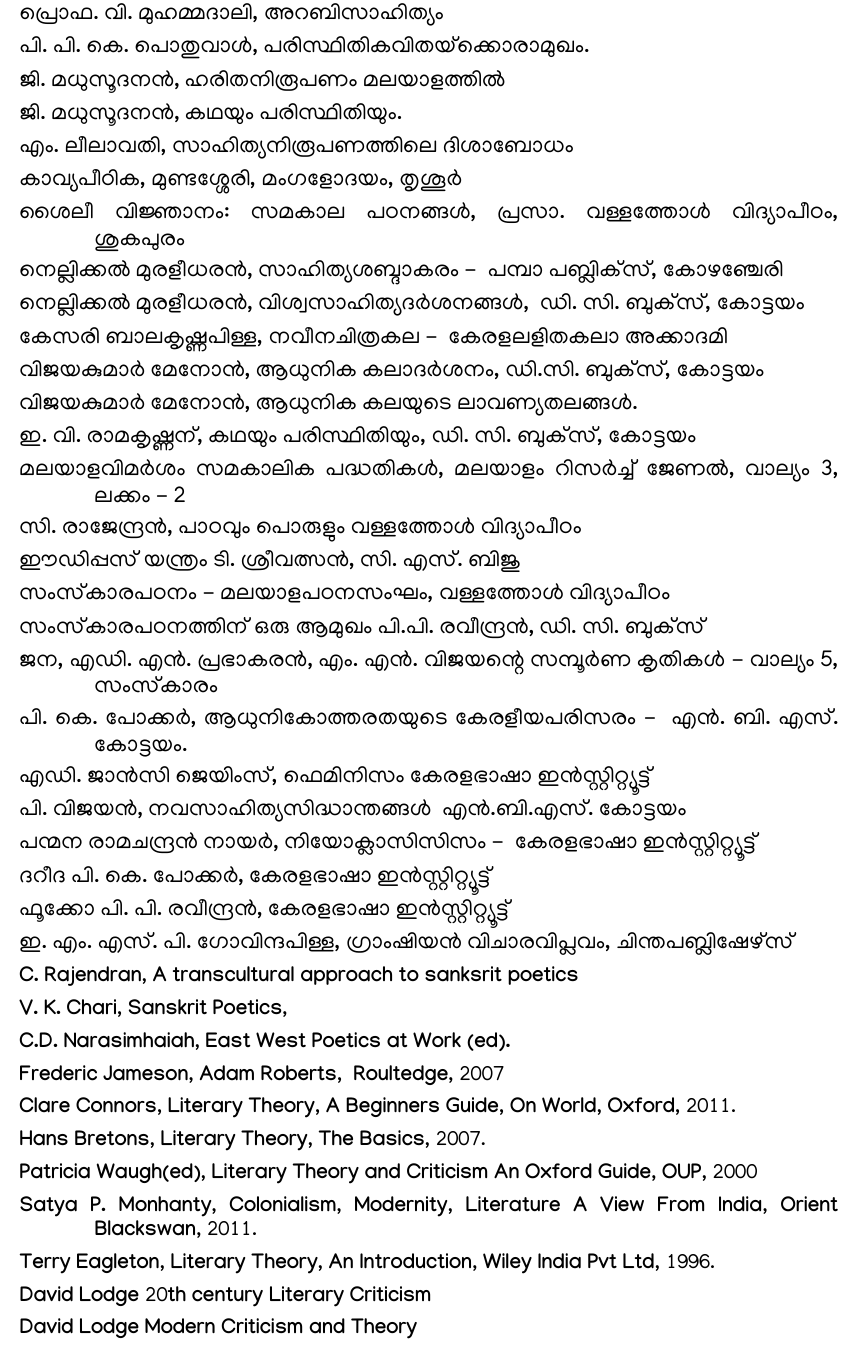 പ്രൊഫ. വി. മുഹമ്മദാലി, അറബിസാഹിത്യം
പി. പി. കെ. പൊതുവാൾ, പരിസ്ഥിതികവിതയ്ക്കൊരാമുഖം.
ജി. മധുസൂദനൻ, ഹരിതനിരൂപണം മലയാളത്തിൽ
ജി. മധുസൂദനൻ, കഥയും പരിസ്ഥിതിയും.
എം. ലീലാവതി, സാഹിത്യനിരൂപണത്തിലെ ദിശാബോധം
കാവ്യപീഠിക, മുണ്ടശ്ശേരി, മംഗളോദയം, തൃശൂർ
ശൈലീ വിജ്ഞാനം: സമകാല പഠനങ്ങൾ, പ്രസാ. വള്ളത്തോൾ വിദ്യാപീഠം,
ശുകപുരം
നെല്ലിക്കൽ മുരളീധരൻ, സാഹിത്യശബ്ദാകരം – പമ്പാ പബ്ലിക്സ്, കോഴഞ്ചേരി
നെല്ലിക്കൽ മുരളീധരൻ, വിശ്വസാഹിത്യദർശനങ്ങൾ, ഡി. സി. ബുക്സ്, കോട്ടയം
കേസരി ബാലകൃഷ്ണപിള്ള, നവീനചിത്രകല – കേരളലളിതകലാ അക്കാദമി
വിജയകുമാർ മേനോൻ, ആധുനിക കലാദർശനം, ഡി.സി. ബുക്സ്, കോട്ടയം
വിജയകുമാർ മേനോൻ, ആധുനിക കലയുടെ ലാവണ്യതലങ്ങൾ.
ഇ. വി. രാമകൃഷ്ണന്, കഥയും പരിസ്ഥിതിയും, ഡി. സി. ബുക്സ്, കോട്ടയം
മലയാളവിമർശം സമകാലിക പദ്ധതികൾ, മലയാളം റിസർച്ച് ജേണൽ, വാല്യം 3,
ലക്കം – 2
സി. രാജേന്ദ്രൻ, പാഠവും പൊരുളും വള്ളത്തോൾ വിദ്യാപീഠം
ഈഡിപ്പസ് യന്ത്രം ടി. ശ്രീവത്സൻ, സി. എസ്. ബിജു
സംസ്കാരപഠനം – മലയാളപഠനസംഘം, വള്ളത്തോൾ വിദ്യാപീഠം
സംസ്കാരപഠനത്തിന് ഒരു ആമുഖം പി.പി. രവീന്ദ്രൻ, ഡി. സി. ബുക്സ്
ജന, എഡി. എൻ. പ്രഭാകരൻ, എം. എൻ. വിജയന്റെ സമ്പൂർണ കൃതികൾ – വാല്യം 5,
സംസ്കാരം
പി. കെ. പോക്കർ, ആധുനികോത്തരതയുടെ കേരളീയപരിസരം – എൻ. ബി. എസ്.
കോട്ടയം.
എഡി. ജാൻസി ജെയിംസ്, ഫെമിനിസം കേരളഭാഷാ ഇൻസ്റ്റിറ്റ്യൂട്ട്
പി. വിജയൻ, നവസാഹിത്യസിദ്ധാന്തങ്ങൾ എൻ.ബി.എസ്. കോട്ടയം
പന്മന രാമചന്ദ്രൻ നായർ, നിയോക്ലാസിസിസം – കേരളഭാഷാ ഇൻസ്റ്റിറ്റ്യൂട്ട്
ദറീദ പി. കെ. പോക്കർ, കേരളഭാഷാ ഇൻസ്റ്റിറ്റ്യൂട്ട്
ഫൂക്കോ പി. പി. രവീന്ദ്രൻ, കേരളഭാഷാ ഇൻസ്റ്റിറ്റ്യൂട്ട്
ഇ. എം. എസ്. പി. ഗോവിന്ദപിള്ള, ഗ്രാംഷിയൻ വിചാരവിപ്ലവം, ചിന്തപബ്ലിഷേഴ്സ്
C. Rajendran, A transcultural approach to sanksrit poetics
V. K. Chari, Sanskrit Poetics,
C.D. Narasimhaiah, East West Poetics at Work (ed).
Frederic Jameson, Adam Roberts, Roultedge, 2007
Clare Connors, Literary Theory, A Beginners Guide, On World, Oxford, 2011.
Hans Bretons, Literary Theory, The Basics, 2007.
Patricia Waugh(ed), Literary Theory and Criticism An Oxford Guide, OUP, 2000
Satya P. Monhanty, Colonialism, Modernity, Literature A View From India, Orient
Blackswan, 2011.
Terry Eagleton, Literary Theory, An Introduction, Wiley India Pvt Ltd, 1996.
David Lodge 20th century Literary Criticism
David Lodge Modern Criticism and Theory